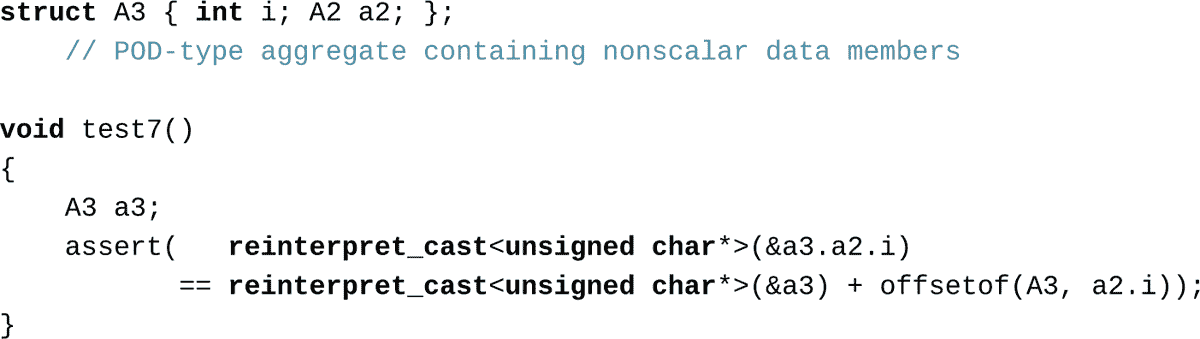 struct A3 { int i; A2 a2; };
    // POD-type aggregate containing nonscalar data members

void test7()
{
    A3 a3;
    assert(   reinterpret_cast<unsigned char*>(&a3.a2.i)
           == reinterpret_cast<unsigned char*>(&a3) + offsetof(A3, a2.i));
}